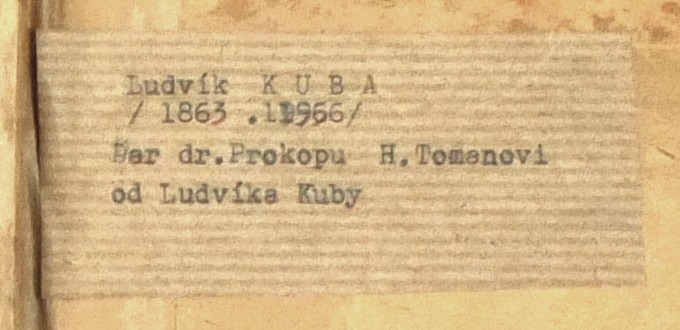 Ludvík K U B A
/ 1863 .1956/
Dar dr.Prokopu H.Tomanovi
od Ludvíka Kuby